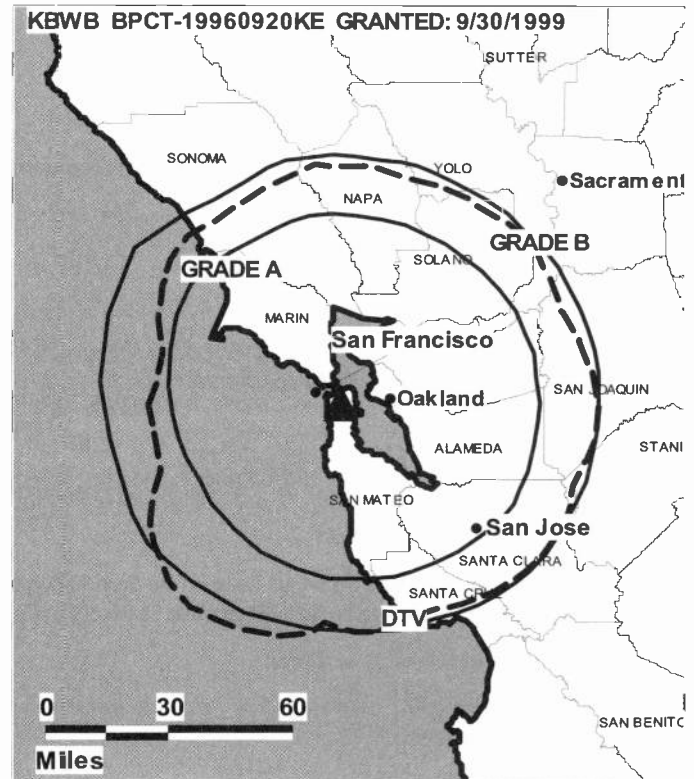 KBWB BPCT-19960920KE GRANTED: 9/30/1999
SUTTER
SONOMA
YOLO
Sacrament
NAPA
GRADE B
SOLANO
GRADE A
MARIN
San Francisco
SAN JOAQUIN
Oakland
ALAMEDA
STANI
SAN MATEO
San Jose
SANTA CLARA
SANTA CRUZ
DTV
0 30 60
SAN BENITO
Miles